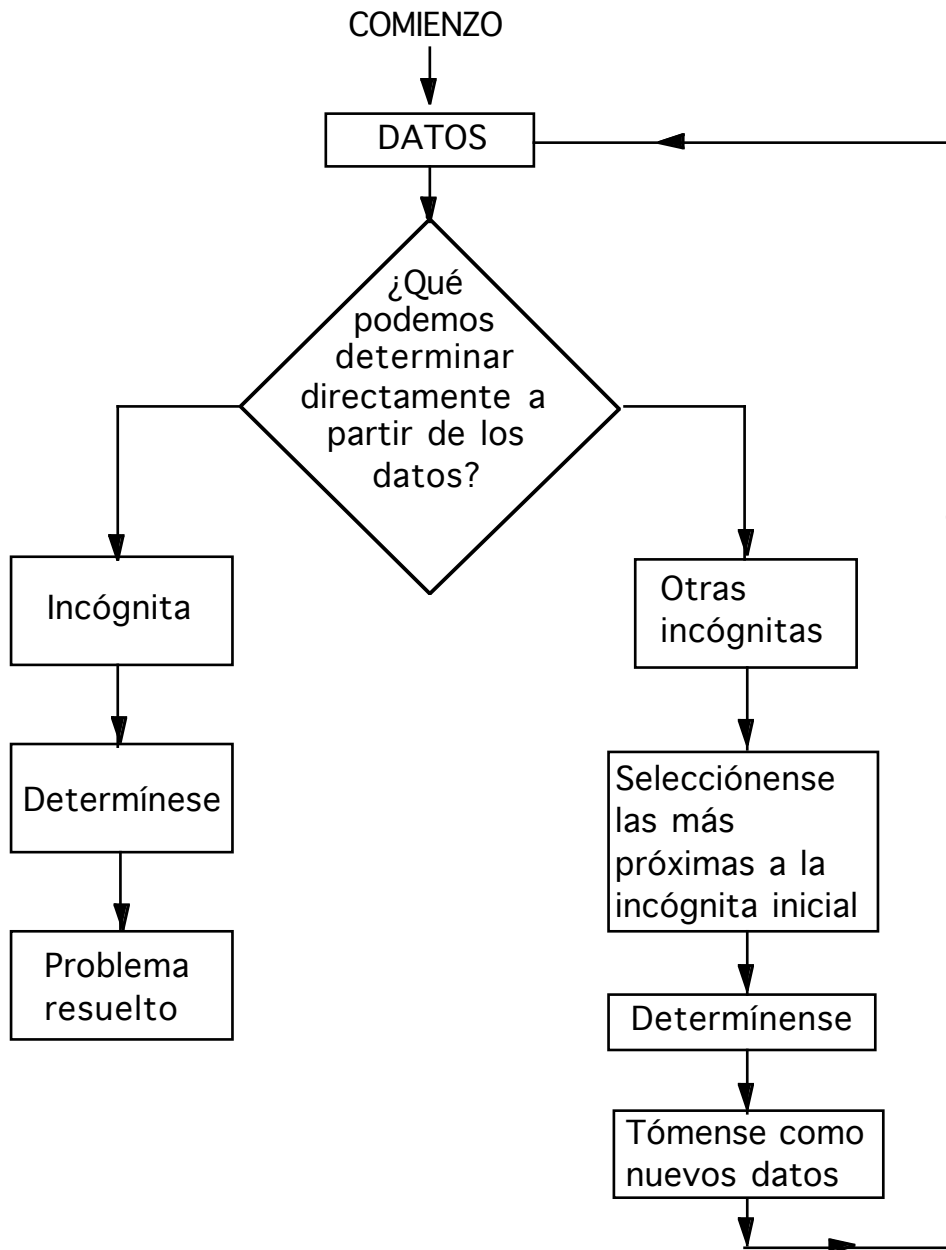 COMIENZO
DATOS
¿Qué
podemos
determinar
directamente a
partir de los
datos?
Incógnita
Determínese
Problema
resuelto
Otras
incógnitas
Selecciónense
las más
próximas a la
incógnita inicial
Determínense
Tómense como
nuevos datos